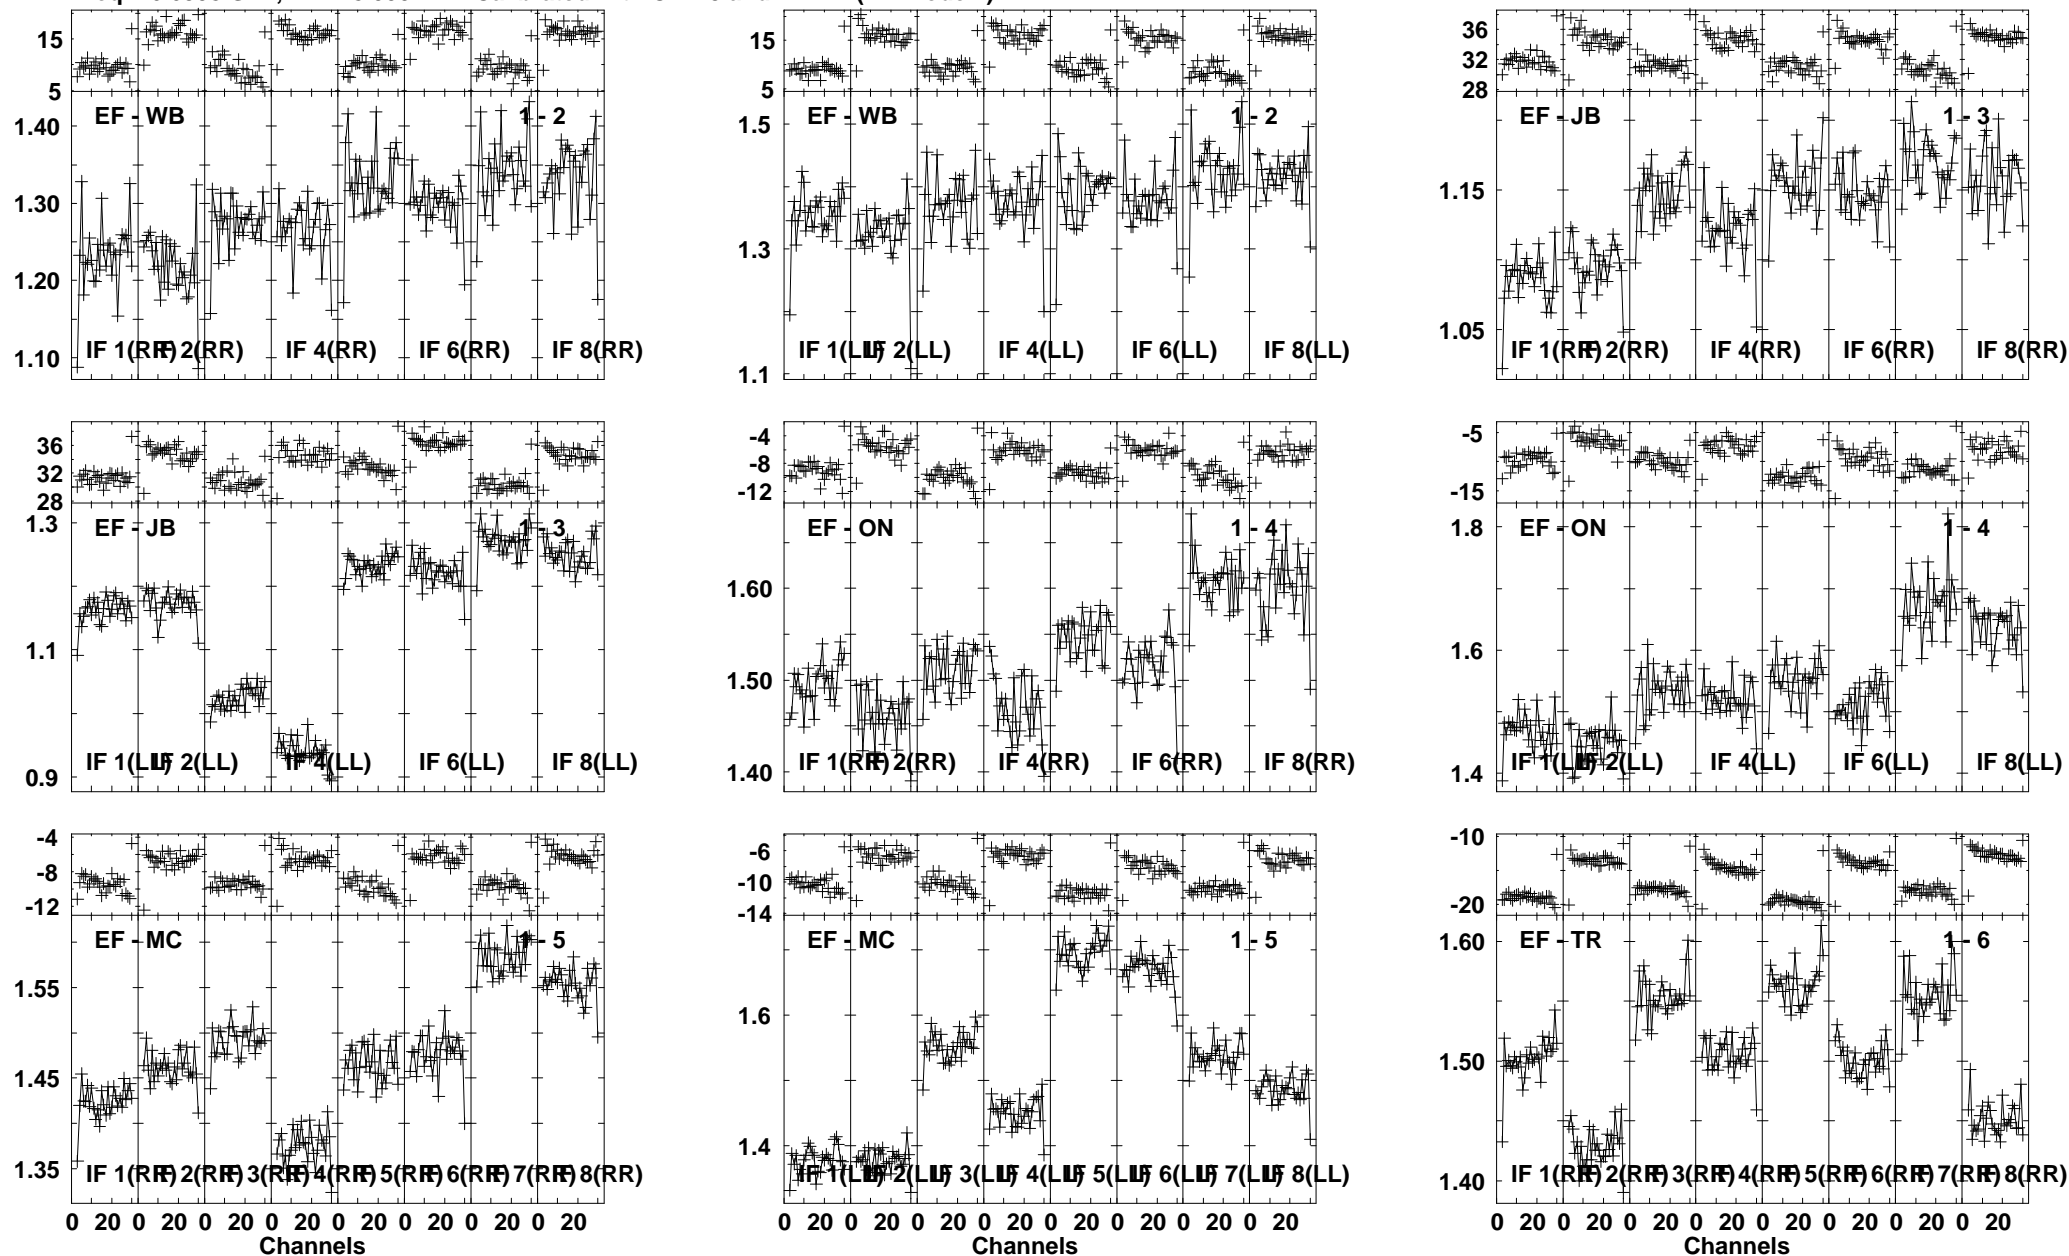 15
5
EF - WB
1 - 2
1.40
1.30
1.20
1.10
IF 1(RR)
IF 2(RR)
IF 4(RR)
IF 6(RR)
IF 8(RR)
15
5
EF - WB
1 - 2
1.5
1.3
1.1
IF 1(LL)
IF 2(LL)
IF 4(LL)
IF 6(LL)
IF 8(LL)
36
32
28
EF - JB
1 - 3
1.15
1.05
IF 1(RR)
IF 2(RR)
IF 4(RR)
IF 6(RR)
IF 8(RR)
36
32
28
EF - JB
1 - 3
1.3
1.1
0.9
IF 1(LL)
IF 2(LL)
IF 4(LL)
IF 6(LL)
IF 8(LL)
-4
-8
-12
EF - ON
1 - 4
1.60
1.50
1.40
IF 1(RR)
IF 2(RR)
IF 4(RR)
IF 6(RR)
IF 8(RR)
-5
-15
EF - ON
1 - 4
1.8
1.6
1.4
IF 1(LL)
IF 2(LL)
IF 4(LL)
IF 6(LL)
IF 8(LL)
-4
-8
-12
EF - MC
1 - 5
1.55
1.45
1.35
IF 1(RR)
IF 2(RR)
IF 3(RR)
IF 4(RR)
IF 5(RR)
IF 6(RR)
IF 7(RR)
IF 8(RR)
0 20 0 20 0 20 0 20 0 20 0 20 0 20 0 20
Channels
-6
-10
-14
EF - MC
1 - 5
1.6
1.4
IF 1(LL)
IF 2(LL)
IF 3(LL)
IF 4(LL)
IF 5(LL)
IF 6(LL)
IF 7(LL)
IF 8(LL)
0 20 0 20 0 20 0 20 0 20 0 20 0 20 0 20
Channels
-10
-20
EF - TR
1 - 6
1.60
1.50
1.40
IF 1(RR)
IF 2(RR)
IF 3(RR)
IF 4(RR)
IF 5(RR)
IF 6(RR)
IF 7(RR)
IF 8(RR)
0 20 0 20 0 20 0 20 0 20 0 20 0 20 0 20
Channels